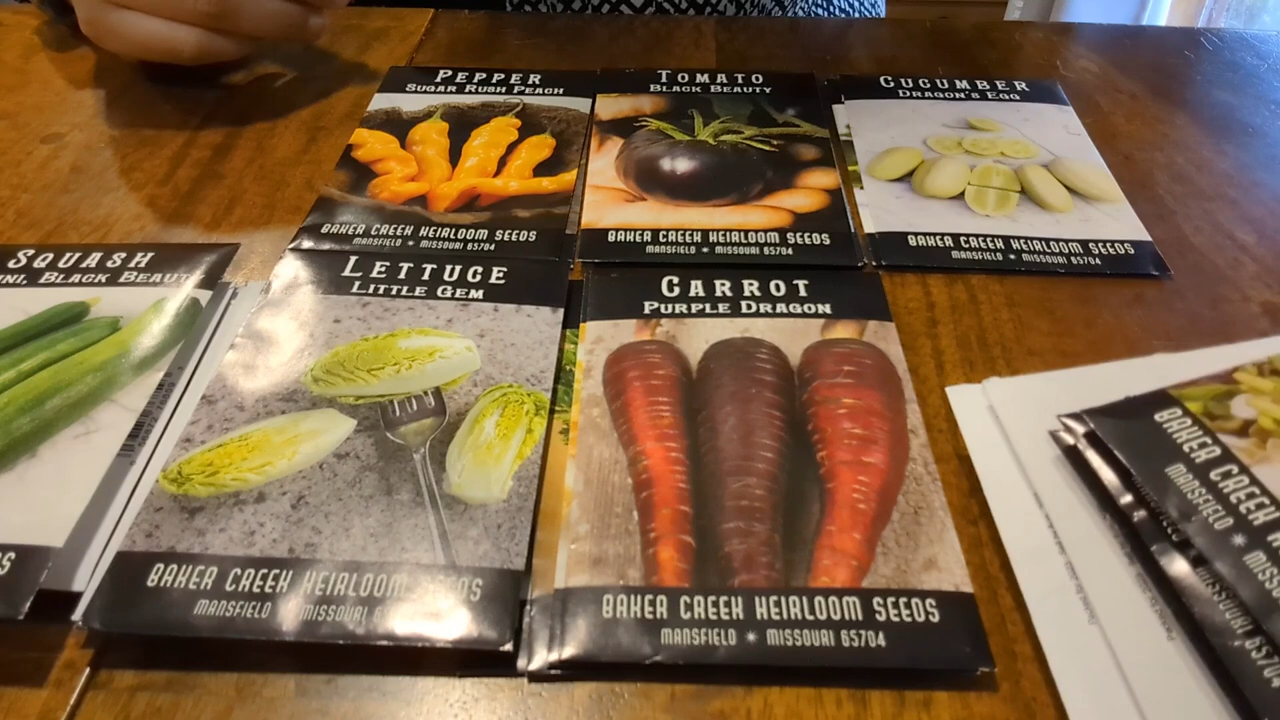 PEPPER
SUGAR RUSH PEACH
BAKER CREEK HEIRLOOM SEEDS
MANSFIELD * MISSOURI 65704
TOMATO
BLACK BEAUTY
BAKER CREEK HEIRLOOM SEEDS
MANSFIELD * MISSOURI 65704
CUCUMBER
DRAGON'S EGG
BAKER CREEK HEIRLOOM SEEDS
MANSFIELD * MISSOURI 65704
SQUASH
BLACK BEAUTY
LETTUCE
LITTLE GEM
BAKER CREEK HEIRLOOM SEEDS
MANSFIELD * MISSOURI
CARROT
PURPLE DRAGON
BAKER CREEK HEIRLOOM SEEDS
MANSFIELD * MISSOURI 65704
BAKER CREEK
MANSFIELD *
MISSOURI 65704